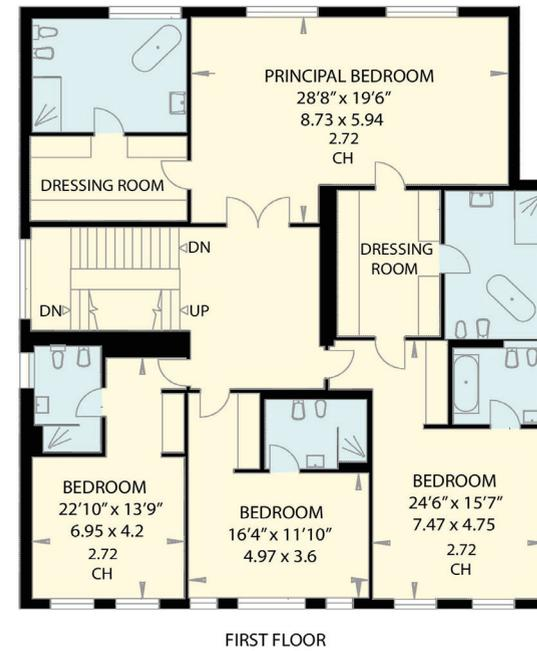 PRINCIPAL BEDROOM
28'8" x 19'6"
8.73 x 5.94
2.72
CH
DRESSING ROOM
DRESSING
ROOM
DN
DN
UP
BEDROOM
22'10" x 13'9"
6.95 x 4.2
2.72
CH
BEDROOM
16'4" x 11'10"
4.97 x 3.6
BEDROOM
24'6" x 15'7"
7.47 x 4.75
2.72
CH
FIRST FLOOR